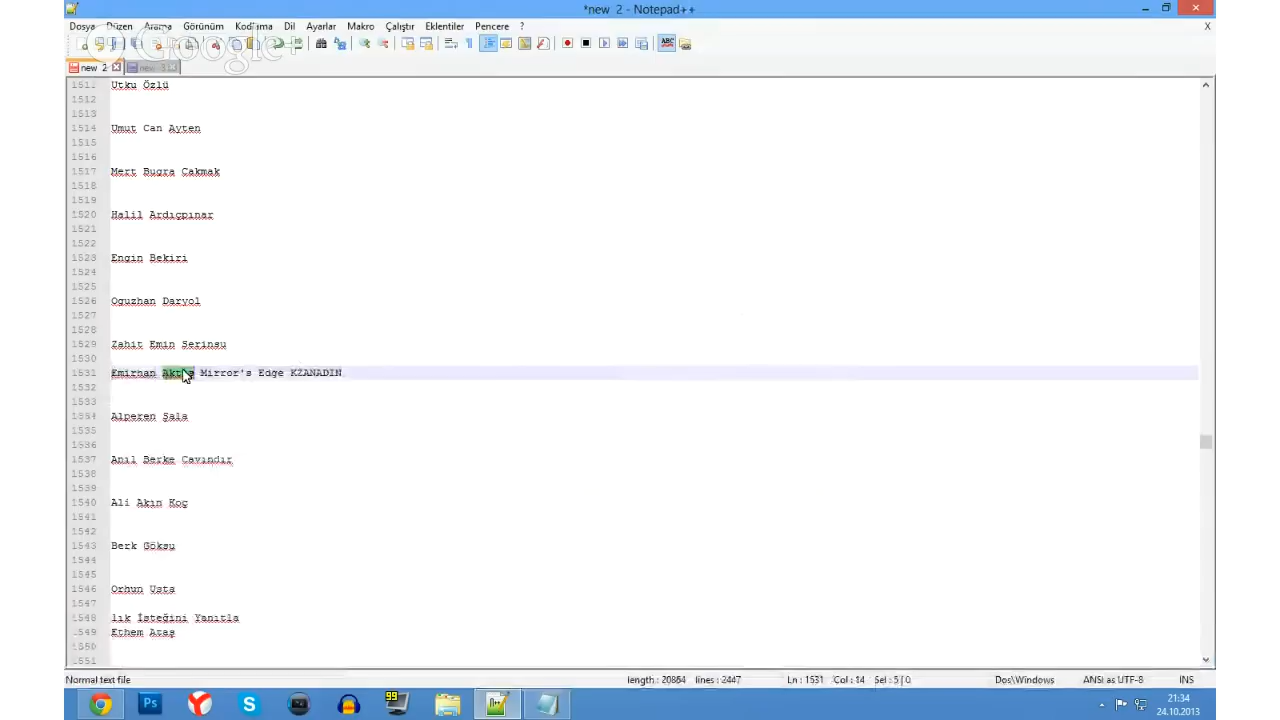 *new 2 - Notepad++
Dosya Düzen Arama Görünüm Kodlama Dil Ayarlar Makro Çalıştır Eklentiler Pencere ? X
Google+
new 2
1511 Utku Özlü
1512
1513
1514 Umut Can Ayten
1515
1516
1517 Mert Bugra Cakmak
1518
1519
1520 Halil Ardıçpınar
1521
1522
1523 Engin Bekiri
1524
1525
1526 Oguzhan Daryol
1527
1528
1529 Zahit Emin Serinsu
1530
1531 Emirhan Mirror's Edge KZANADIN
1532
1533
1534 Alperen Şala
1535
1536
1537 Anıl Berke Cavındır
1538
1539
1540 Ali Akın Koç
1541
1542
1543 Berk Göksu
1544
1545
1546 Orhun Usta
1547
1548 lık İsteğini Yanıtla
1549 Ethem Ataş
1550
1551
Normal text file length : 20864 lines : 2447 Ln : 1531 Col : 14 Sel : 5 | 0 Dos\Windows ANSI as UTF-8 INS
Ps 99
21:34
24.10.2013